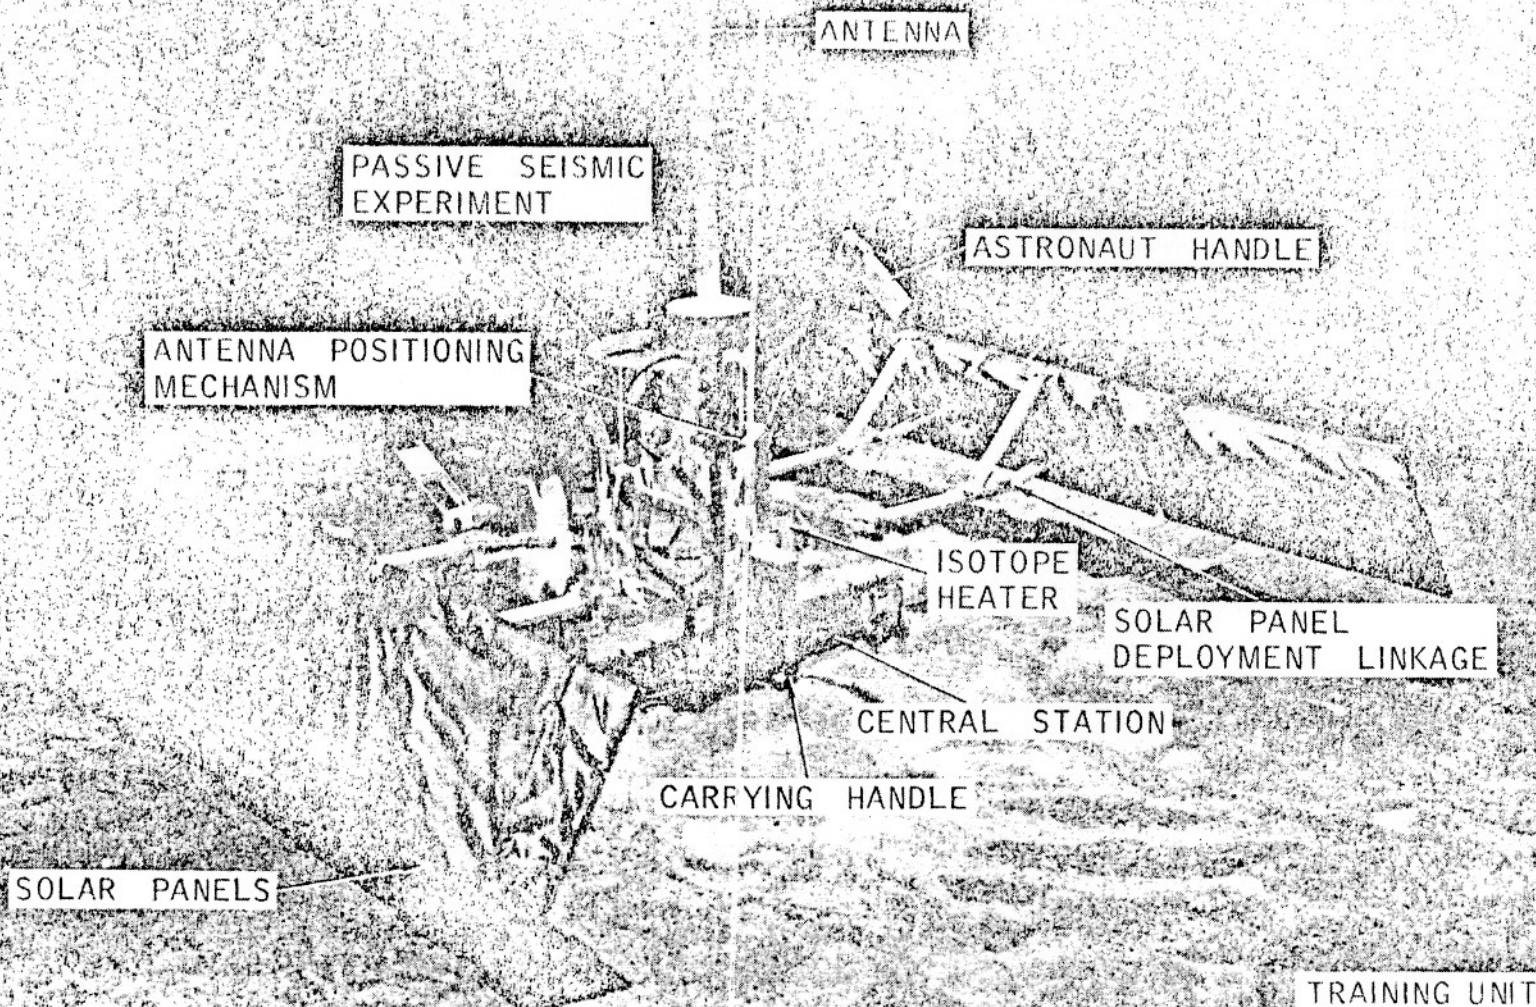 ANTENNA
PASSIVE SEISMIC
EXPERIMENT
ASTRONAUT HANDLE
ANTENNA POSITIONING
MECHANISM
ISOTOPE
HEATER
SOLAR PANEL
DEPLOYMENT LINKAGE
CENTRAL STATION
CARRYING HANDLE
SOLAR PANELS
TRAINING UNIT